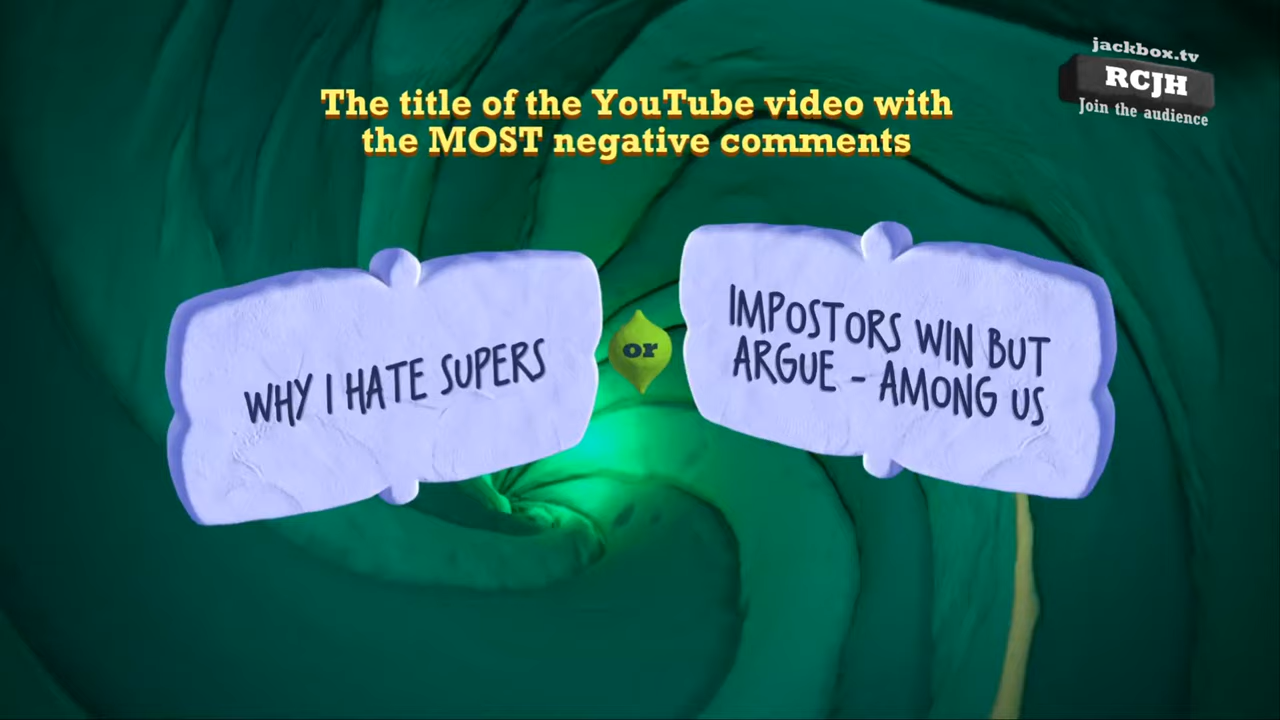 The title of the YouTube video with
the MOST negative comments
jackbox.tv
RCJH
Join the audience
WHY I HATE SUPERS
or
IMPOSTORS WIN BUT
ARGUE - AMONG US